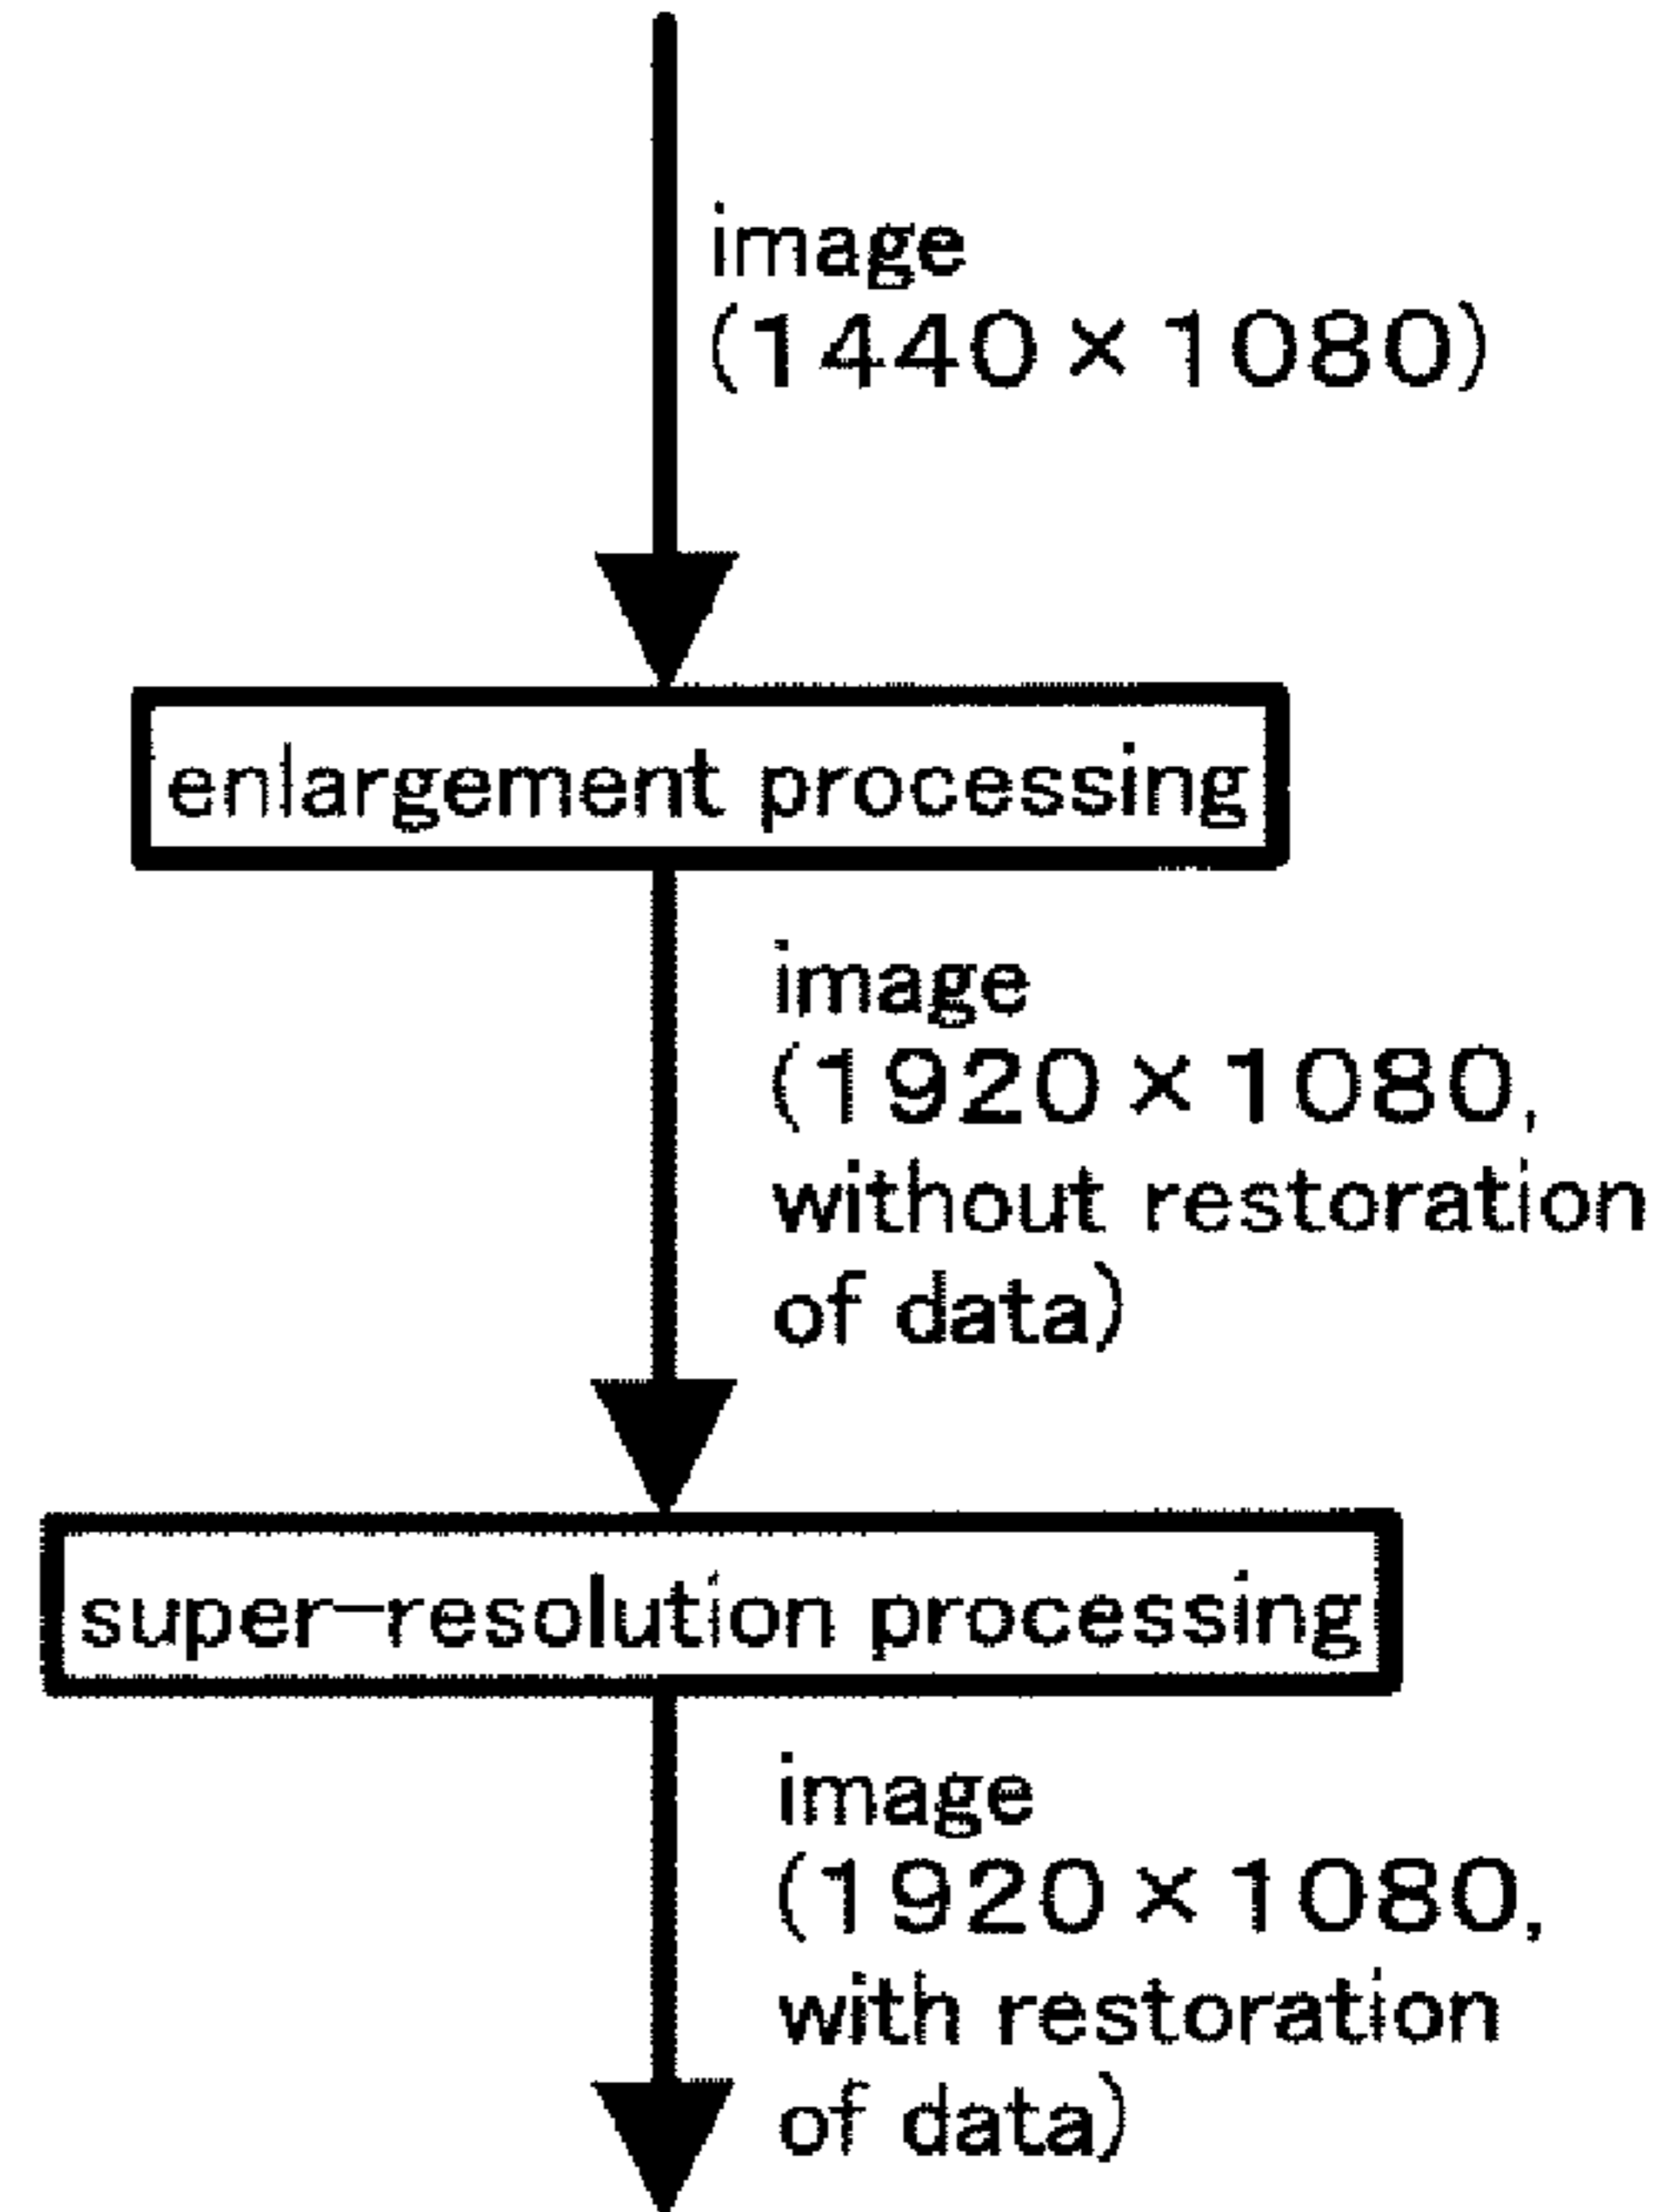 image
(1440×1080)
enlargement processing
image
(1920×1080,
without restoration
of data)
super-resolution processing
image
(1920×1080,
with restoration
of data)